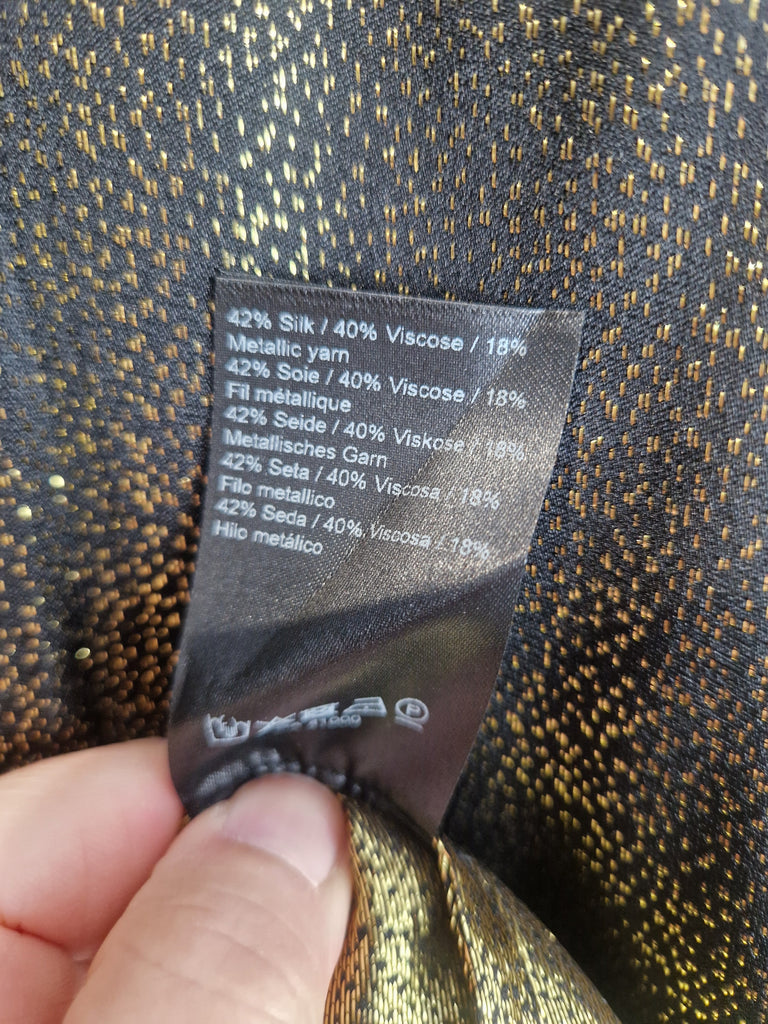 42% Silk / 40% Viscose / 18%
Metallic yarn
42% Soie / 40% Viscose / 18%
Fil métallique
42% Seide / 40% Viskose / 18%
Metallisches Garn
42% Seta / 40% Viscosa / 18%
Filo metallico
42% Seda / 40% Viscosa / 18%
Hilo metálico
P